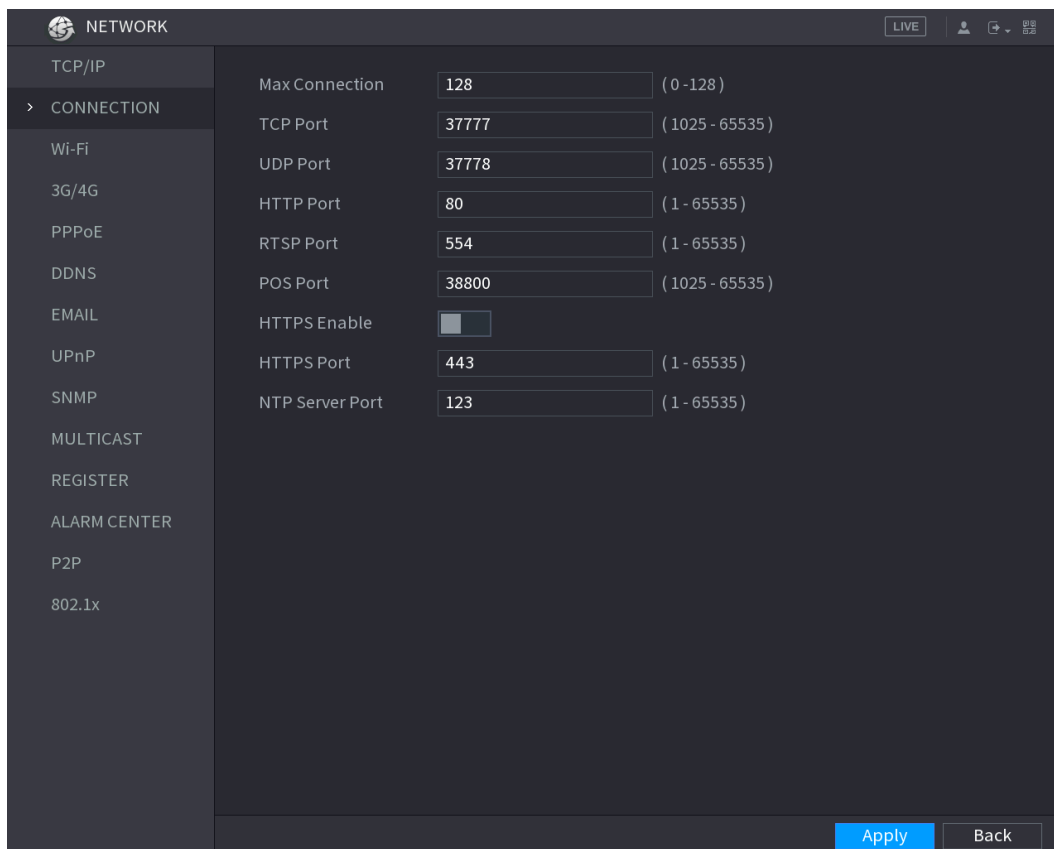 NETWORK
LIVE
TCP/IP
CONNECTION
Wi-Fi
3G/4G
PPPoE
DDNS
EMAIL
UPnP
SNMP
MULTICAST
REGISTER
ALARM CENTER
P2P
802.1x
Max Connection 128 ( 0 -128 )
TCP Port 37777 ( 1025 - 65535 )
UDP Port 37778 ( 1025 - 65535 )
HTTP Port 80 ( 1 - 65535 )
RTSP Port 554 ( 1 - 65535 )
POS Port 38800 ( 1025 - 65535 )
HTTPS Enable
HTTPS Port 443 ( 1 - 65535 )
NTP Server Port 123 ( 1 - 65535 )
Apply Back